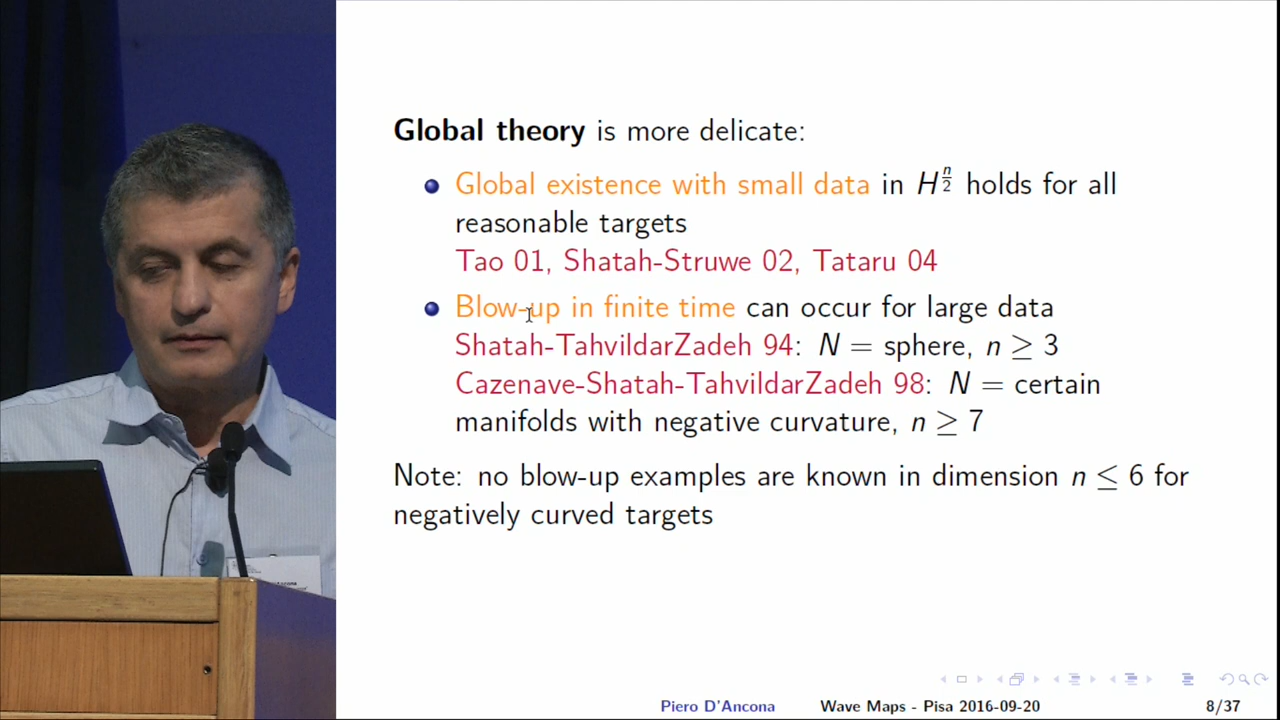 Global theory is more delicate:
Global existence with small data in H^{n/2} holds for all
reasonable targets
Tao 01, Shatah-Struwe 02, Tataru 04
Blow-up in finite time can occur for large data
Shatah-TahvildarZadeh 94: N = sphere, n ≥ 3
Cazenave-Shatah-TahvildarZadeh 98: N = certain
manifolds with negative curvature, n ≥ 7
Note: no blow-up examples are known in dimension n ≤ 6 for
negatively curved targets
Piero D'Ancona Wave Maps - Pisa 2016-09-20 8/37